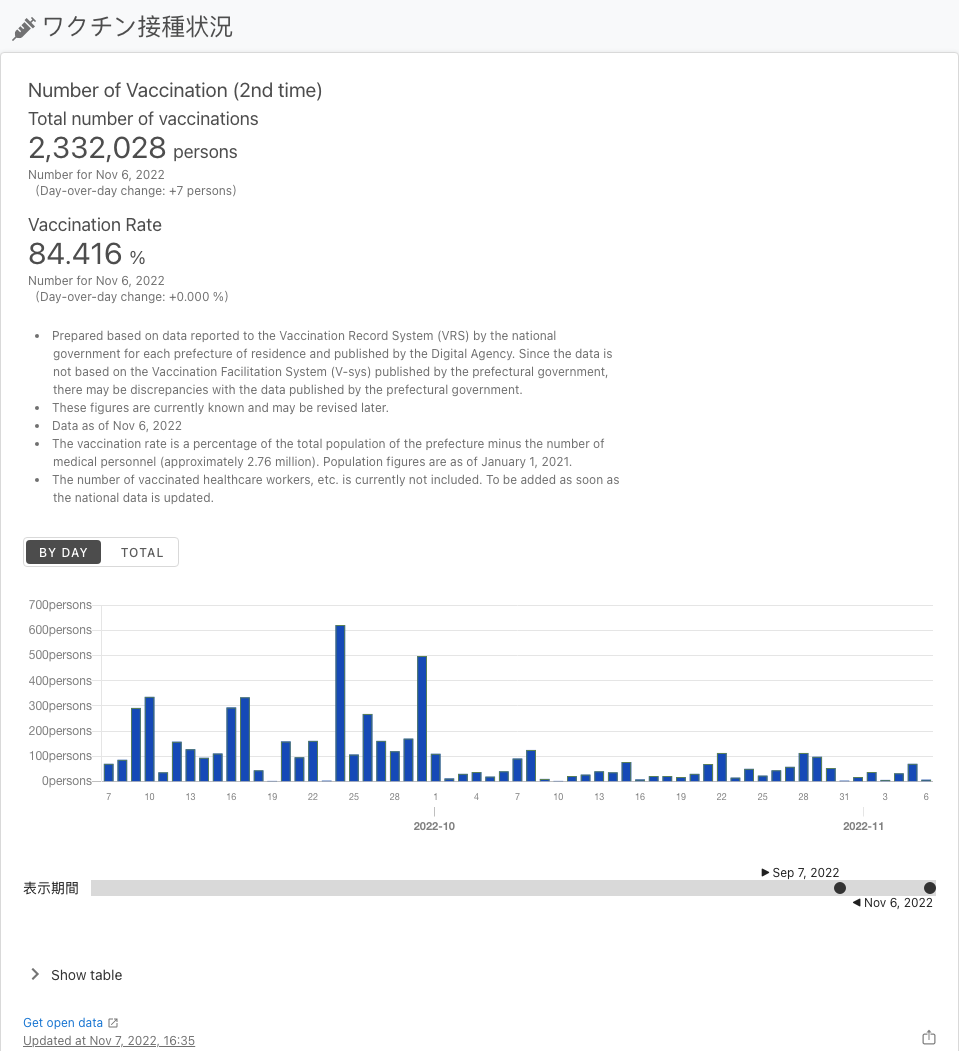 ワクチン接種状況
Number of Vaccination (2nd time)
Total number of vaccinations
2,332,028 persons
Number for Nov 6, 2022
(Day-over-day change: +7 persons)
Vaccination Rate
84.416 %
Number for Nov 6, 2022
(Day-over-day change: +0.000 %)
• Prepared based on data reported to the Vaccination Record System (VRS) by the national
government for each prefecture of residence and published by the Digital Agency. Since the data is
not based on the Vaccination Facilitation System (V-sys) published by the prefectural government,
there may be discrepancies with the data published by the prefectural government.
• These figures are currently known and may be revised later.
• Data as of Nov 6, 2022
• The vaccination rate is a percentage of the total population of the prefecture minus the number of
medical personnel (approximately 2.76 million). Population figures are as of January 1, 2021.
• The number of vaccinated healthcare workers, etc. is currently not included. To be added as soon as
the national data is updated.
BY DAY TOTAL
700persons
600persons
500persons
400persons
300persons
200persons
100persons
0persons
7 10 13 16 19 22 25 28 1 4 7 10 13 16 19 22 25 28 31 3 6
2022-10 2022-11
▶ Sep 7, 2022
表示期間
◀ Nov 6, 2022
Show table
Get open data
Updated at Nov 7, 2022, 16:35